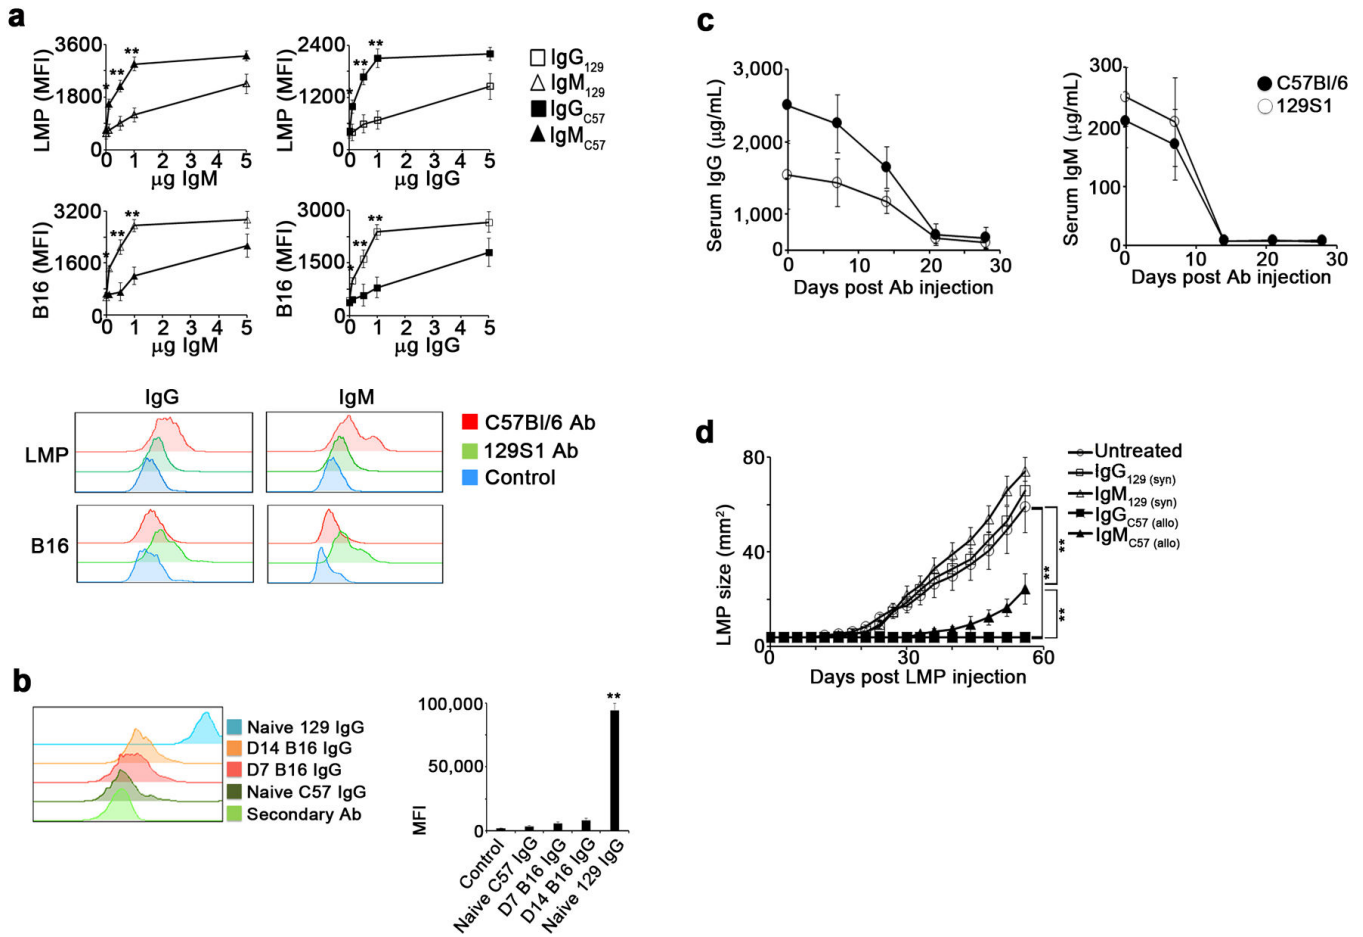 a
3600
1800
0
LMP (MFI)
**
**
*
0 1 2 3 4 5
µg IgM
2400
1200
0
LMP (MFI)
**
**
*
0 1 2 3 4 5
µg IgG
IgG129
IgM129
IgGC57
IgMC57
3200
1600
0
B16 (MFI)
**
**
*
0 1 2 3 4 5
µg IgM
3000
1500
0
B16 (MFI)
**
**
*
0 1 2 3 4 5
µg IgG
IgG IgM
LMP
B16
C57Bl/6 Ab
129S1 Ab
Control
b
Naive 129 IgG
D14 B16 IgG
D7 B16 IgG
Naive C57 IgG
Secondary Ab
100,000
50,000
0
MFI
**
Control
Naive C57 IgG
D7 B16 IgG
D14 B16 IgG
Naive 129 IgG
c
3,000
2,000
1,000
0
Serum IgG (µg/mL)
0 10 20 30
Days post Ab injection
300
200
100
0
Serum IgM (µg/mL)
0 10 20 30
Days post Ab injection
C57Bl/6
129S1
d
80
40
0
LMP size (mm²)
0 30 60
Days post LMP injection
Untreated
IgG129 (syn)
IgM129 (syn)
IgGC57 (allo)
IgMC57 (allo)
**
**
**